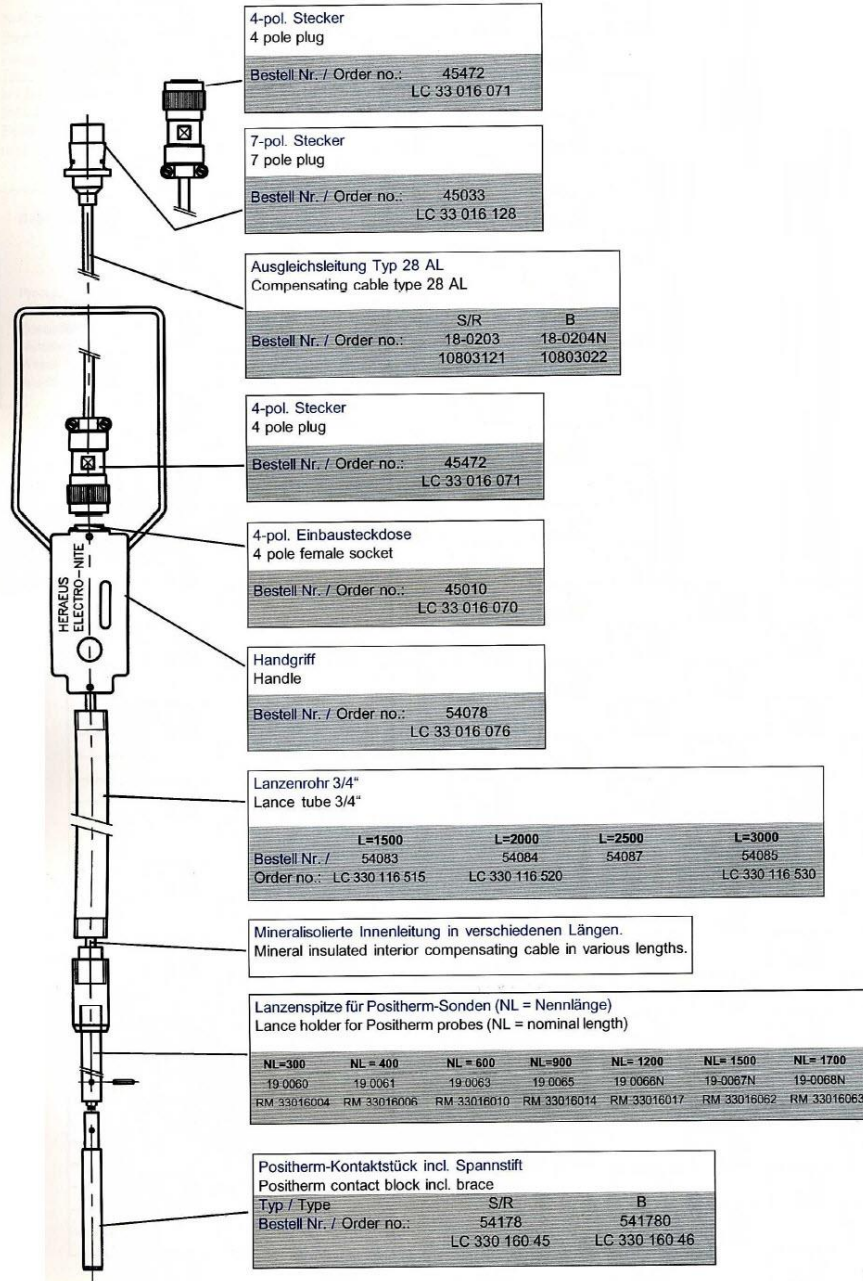 4-pol. Stecker
4 pole plug
Bestell Nr. / Order no.: 45472
LC 33 016 071
7-pol. Stecker
7 pole plug
Bestell Nr. / Order no.: 45033
LC 33 016 128
Ausgleichsleitung Typ 28 AL
Compensating cable type 28 AL
S/R B
Bestell Nr. / Order no.: 18-0203 18-0204N
10803121 10803022
4-pol. Stecker
4 pole plug
Bestell Nr. / Order no.: 45472
LC 33 016 071
4-pol. Einbausteckdose
4 pole female socket
Bestell Nr. / Order no.: 45010
LC 33 016 070
HERAEUS
ELECTRO-NITE
Handgriff
Handle
Bestell Nr. / Order no.: 54078
LC 33 016 076
Lanzenrohr 3/4“
Lance tube 3/4“
L=1500 L=2000 L=2500 L=3000
Bestell Nr. / 54083 54084 54087 54085
Order no.: LC 330 116 515 LC 330 116 520 LC 330 116 530
Mineralisolierte Innenleitung in verschiedenen Längen.
Mineral insulated interior compensating cable in various lengths.
Lanzenspitze für Positherm-Sonden (NL = Nennlänge)
Lance holder for Positherm probes (NL = nominal length)
NL=300 NL = 400 NL = 600 NL=900 NL= 1200 NL= 1500 NL= 1700
19 0060 19 0061 19 0063 19 0065 19 0066N 19-0067N 19-0068N
RM 33016004 RM 33016006 RM 33016010 RM 33016014 RM 33016017 RM 33016062 RM 33016063
Positherm-Kontaktstück incl. Spannstift
Positherm contact block incl. brace
Typ / Type S/R B
Bestell Nr. / Order no.: 54178 541780
LC 330 160 45 LC 330 160 46